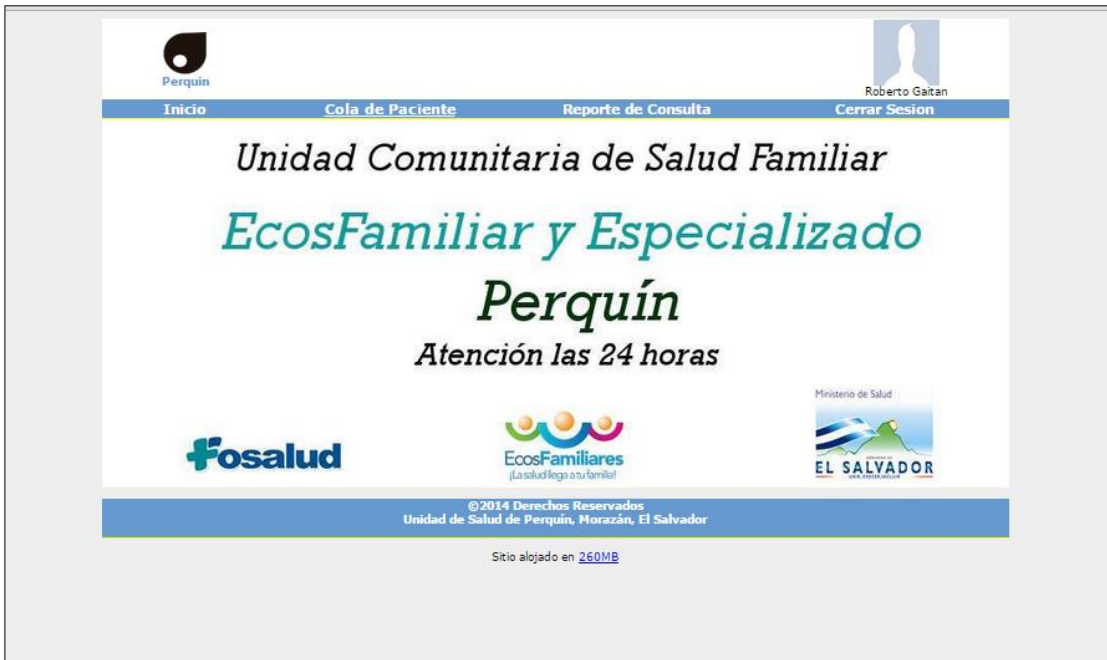 Perquin
Roberto Gaitan
Inicio Cola de Paciente Reporte de Consulta Cerrar Sesion
Unidad Comunitaria de Salud Familiar
EcosFamiliar y Especializado
Perquín
Atención las 24 horas
Ministerio de Salud
fosalud
EcosFamiliares
¡La salud llega a tu familia!
EL SALVADOR
©2014 Derechos Reservados
Unidad de Salud de Perquín, Morazán, El Salvador
Sitio alojado en 260MB